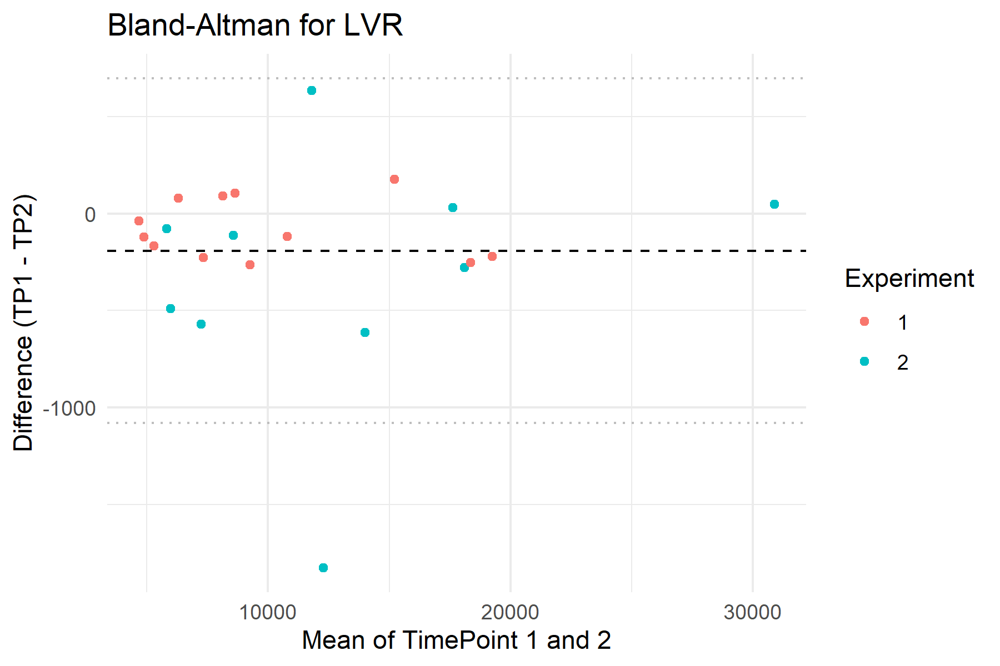 Bland-Altman for LVR
Difference (TP1 - TP2)
0
-1000
10000
20000
30000
Mean of TimePoint 1 and 2
Experiment
1
2